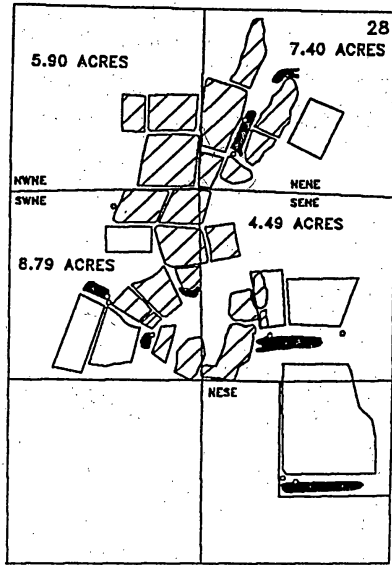 28
5.90 ACRES
7.40 ACRES
NWNE
NENE
SWNE
SENE
4.49 ACRES
8.79 ACRES
NESE